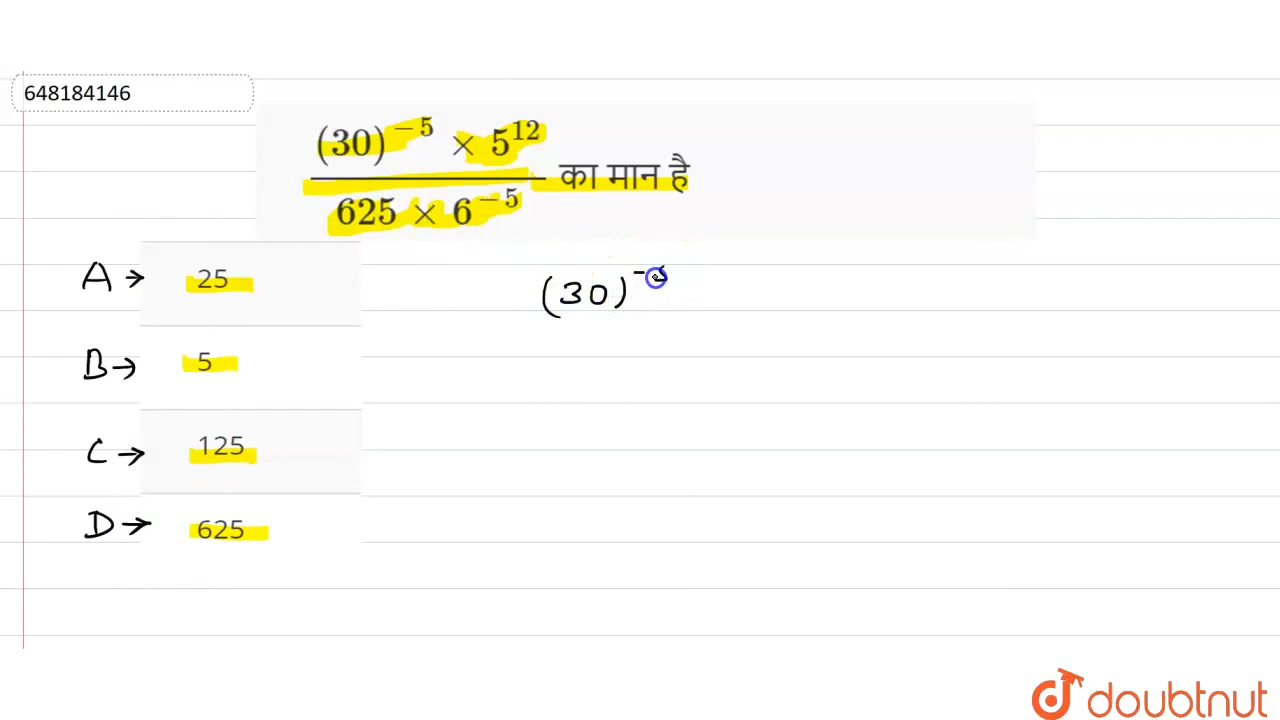 648184146
(30)^{-5} × 5^{12}
625 × 6^{-5}
का मान है
A → 25
(30)^{-5}
B → 5
C → 125
D → 625
doubtnut